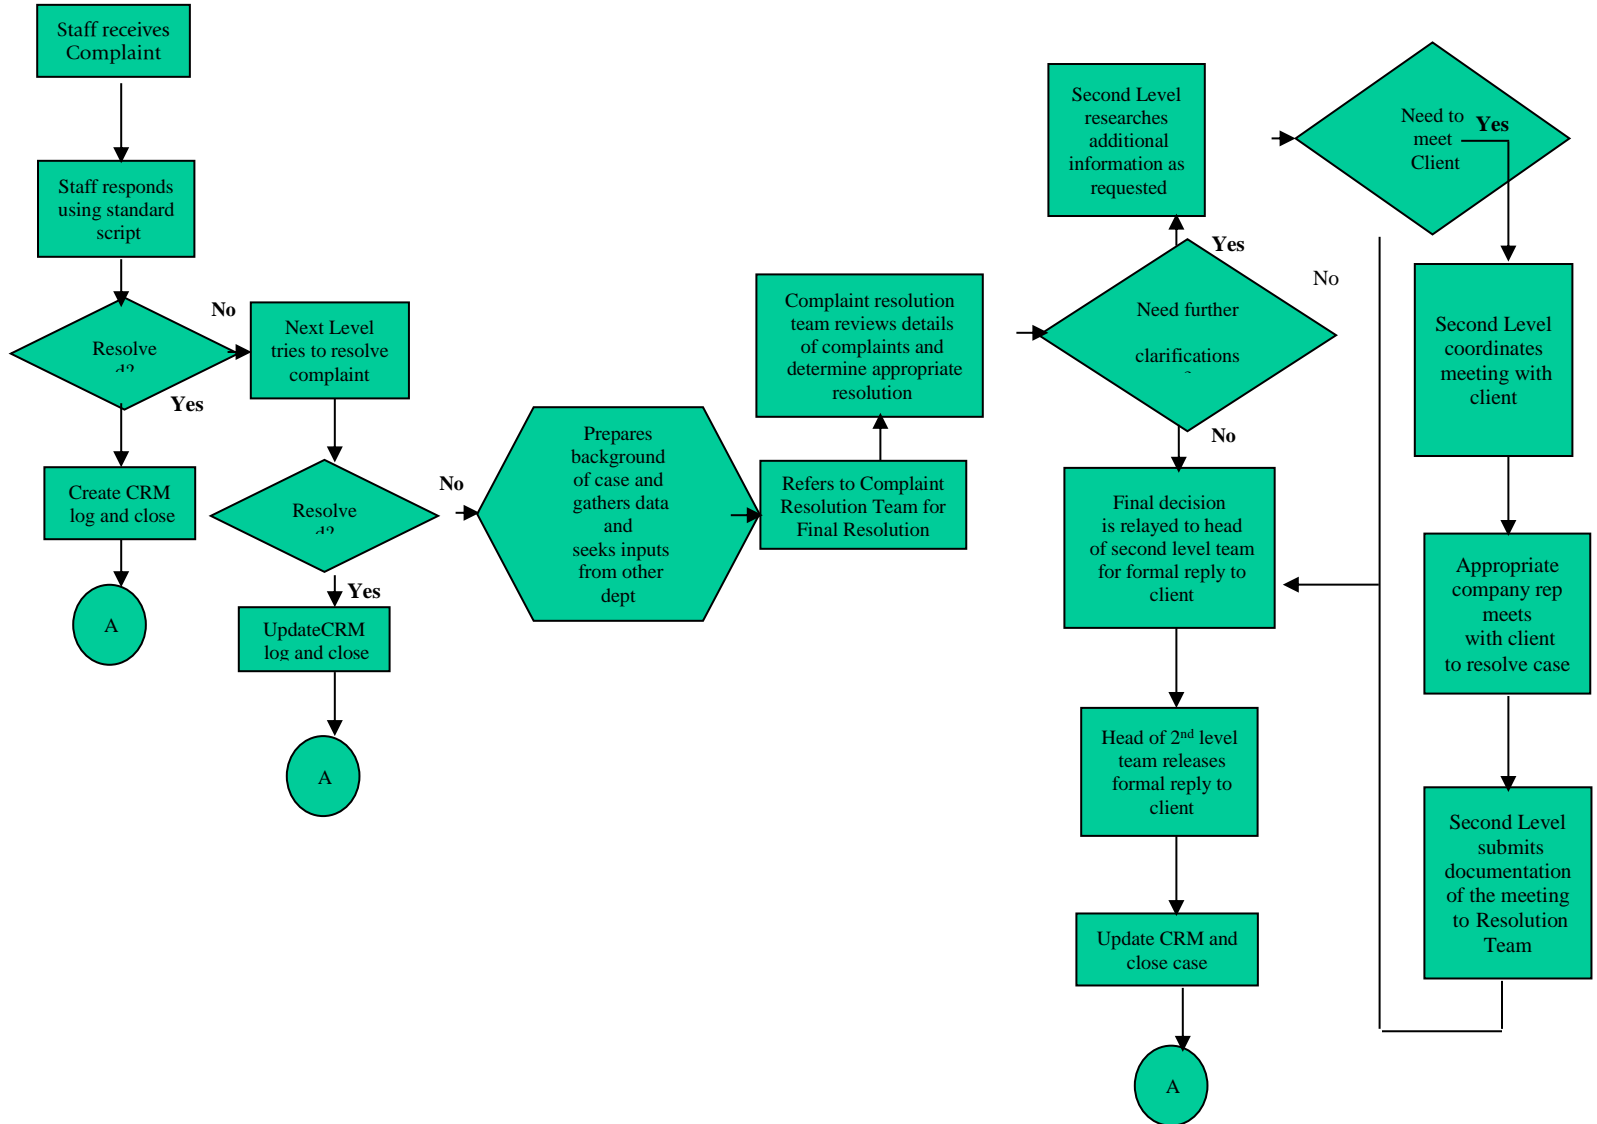 Staff receives
Complaint
Staff responds
using standard
script
Resolve
d?
No
Yes
Create CRM
log and close
A
Next Level
tries to resolve
complaint
Resolve
d?
No
Yes
UpdateCRM
log and close
A
Prepares
background
of case and
gathers data
and
seeks inputs
from other
dept
Refers to Complaint
Resolution Team for
Final Resolution
Complaint resolution
team reviews details
of complaints and
determine appropriate
resolution
Need further
clarifications
?
Yes
No
Second Level
researches
additional
information as
requested
Need to
meet
Client
Yes
No
Second Level
coordinates
meeting with
client
Appropriate
company rep
meets
with client
to resolve case
Second Level
submits
documentation
of the meeting
to Resolution
Team
Final decision
is relayed to head
of second level team
for formal reply to
client
Head of 2nd level
team releases
formal reply to
client
Update CRM and
close case
A